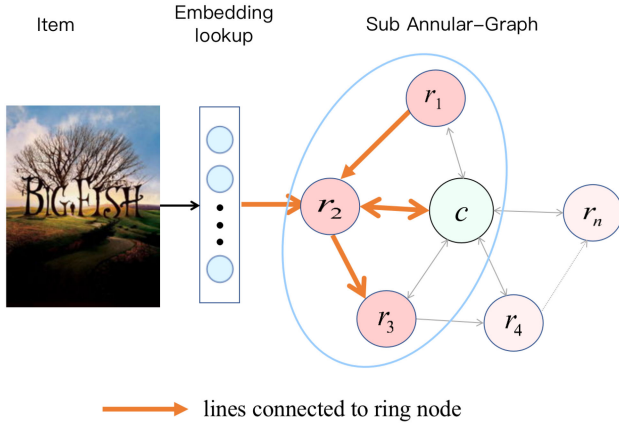 Item
Embedding
lookup
Sub Annular-Graph
BIG FISH
r₁
r₂
c
rₙ
r₃
r₄
lines connected to ring node